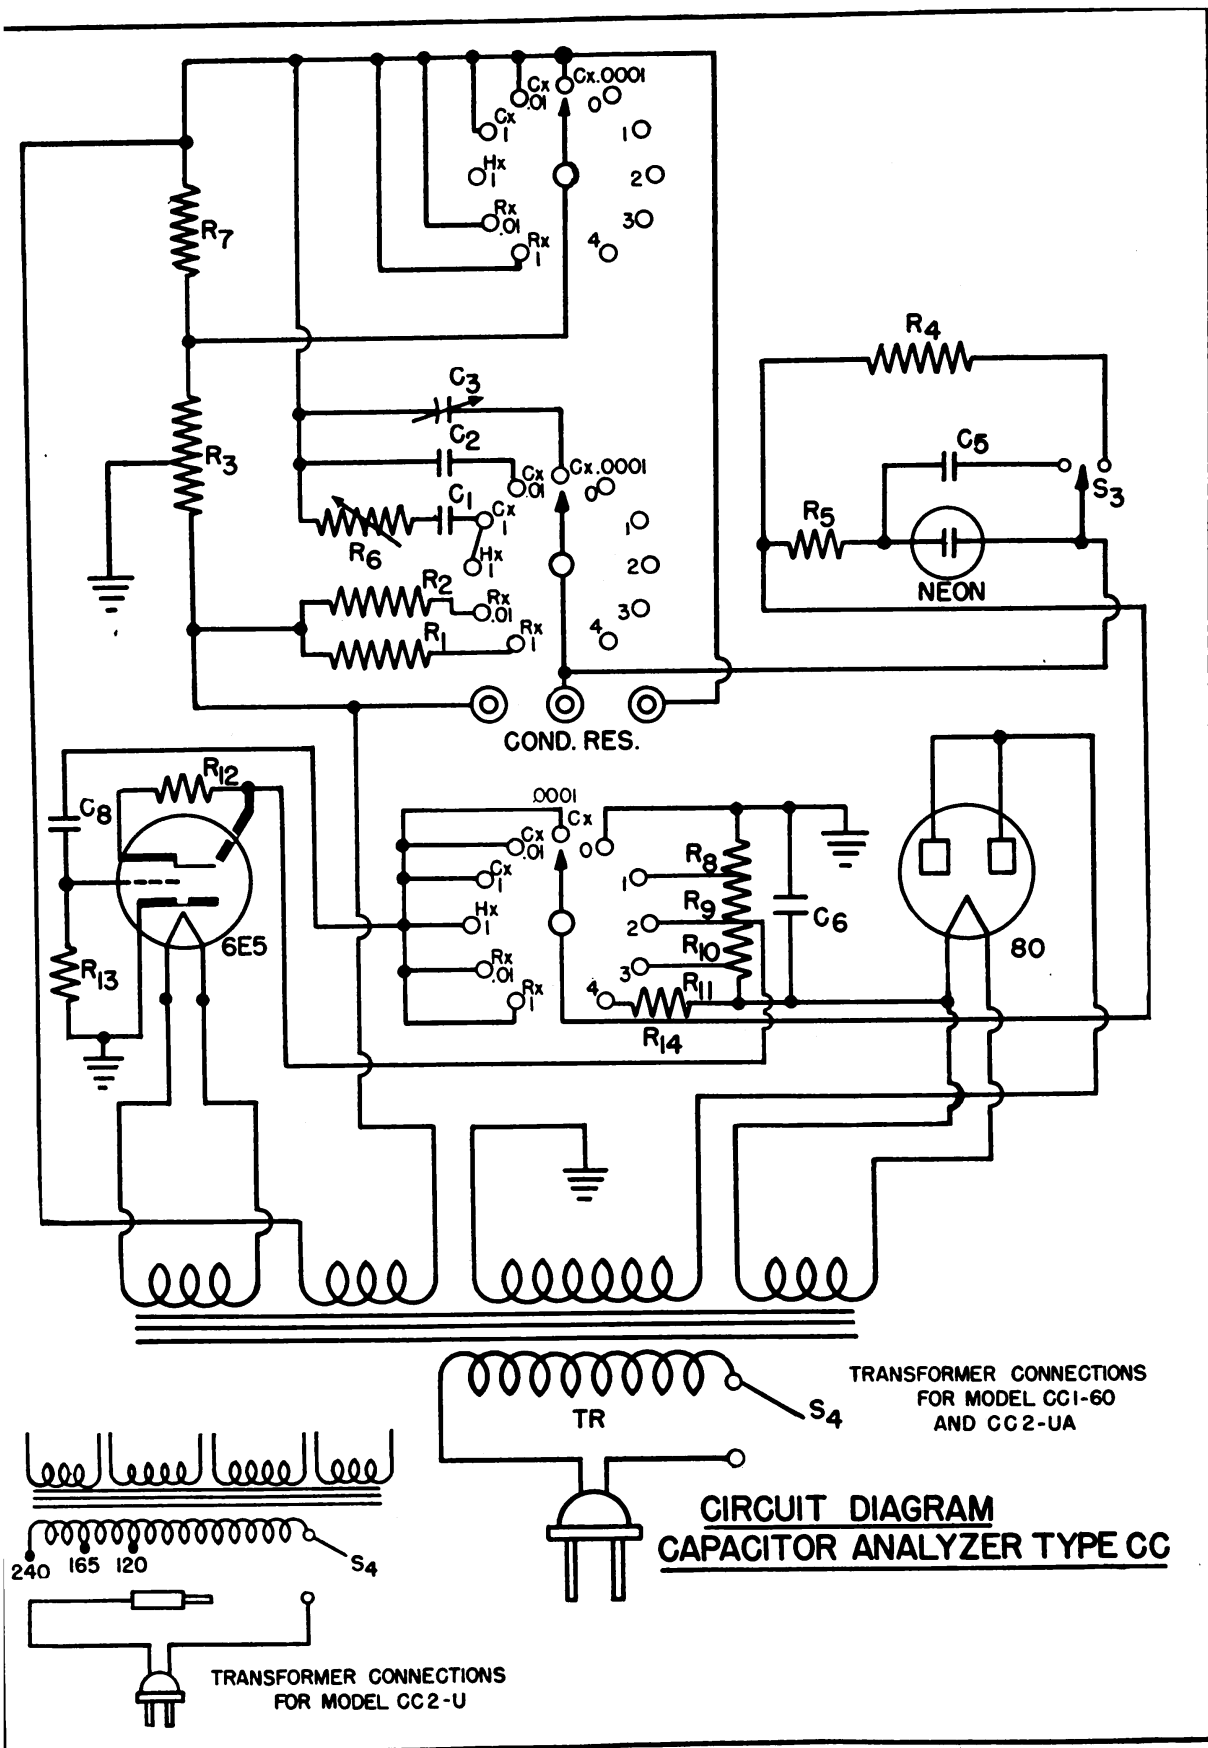 Cx .0001
Cx .01
Cx 1
Hx 1
Rx .01
Rx 1
0
1
2
3
4
R7
R4
C3
C2
R3
Cx .0001
Cx .01
C1
Cx 1
R6
Hx 1
R2
Rx .01
R1
Rx 1
0
1
2
3
4
C5
S3
R5
NEON
COND. RES.
R12
C8
6E5
R13
.0001
Cx
Cx .01
Cx 1
Hx 1
Rx .01
Rx 1
0
1
2
3
4
R8
R9
R10
R11
R14
C6
80
TR
S4
TRANSFORMER CONNECTIONS
FOR MODEL CC1-60
AND CC2-UA
240 165 120
S4
TRANSFORMER CONNECTIONS
FOR MODEL CC2-U
CIRCUIT DIAGRAM
CAPACITOR ANALYZER TYPE CC